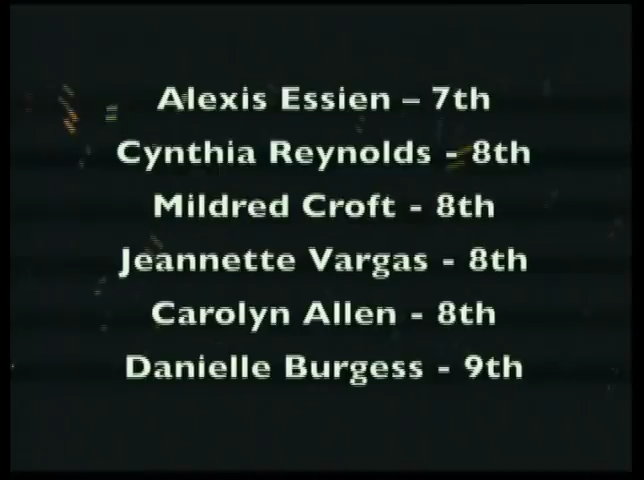 Alexis Essien – 7th
Cynthia Reynolds - 8th
Mildred Croft - 8th
Jeannette Vargas - 8th
Carolyn Allen - 8th
Danielle Burgess - 9th